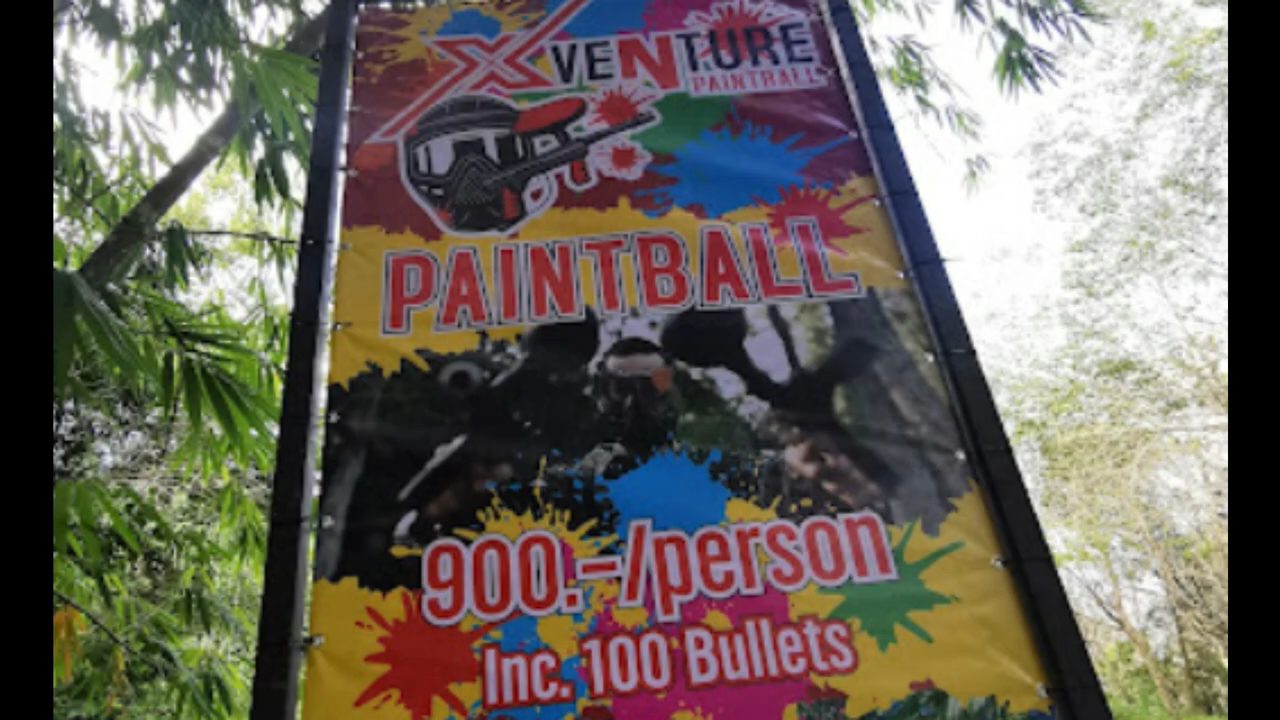 XVENTURE
PAINTBALL
PAINTBALL
900.-/person
Inc. 100 Bullets